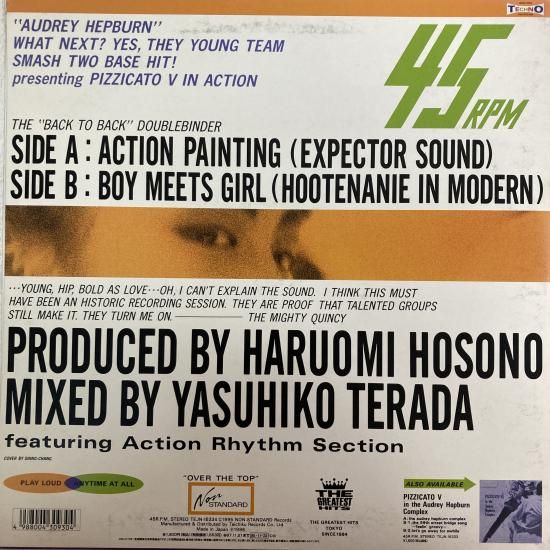 TECHNO
"AUDREY HEPBURN"
WHAT NEXT? YES, THEY YOUNG TEAM
SMASH TWO BASE HIT!
presenting PIZZICATO V IN ACTION
45 RPM
THE "BACK TO BACK" DOUBLEBINDER
SIDE A : ACTION PAINTING (EXPECTOR SOUND)
SIDE B : BOY MEETS GIRL (HOOTENANIE IN MODERN)
...YOUNG, HIP, BOLD AS LOVE...OH, I CAN'T EXPLAIN THE SOUND. I THINK THIS MUST
HAVE BEEN AN HISTORIC RECORDING SESSION. THEY ARE PROOF THAT TALENTED GROUPS
STILL MAKE IT. THEY TURN ME ON. ——— THE MIGHTY QUINCY
PRODUCED BY HARUOMI HOSONO
MIXED BY YASUHIKO TERADA
featuring Action Rhythm Section
PLAY LOUD ANYTIME AT ALL
4 988004 309304
"OVER THE TOP"
Non STANDARD
THE GREATEST HITS
THE GREATEST HITS
TOKYO
SINCE 1984
ALSO AVAILABLE
PIZZICATO V
in the Audrey Hepburn
Complex